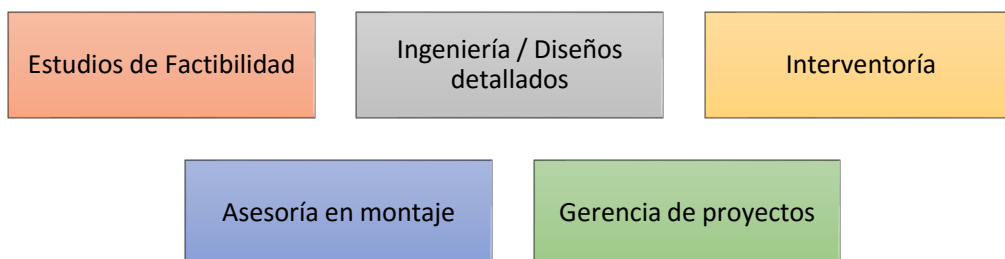 Estudios de Factibilidad
Ingeniería / Diseños
detallados
Interventoría
Asesoría en montaje
Gerencia de proyectos